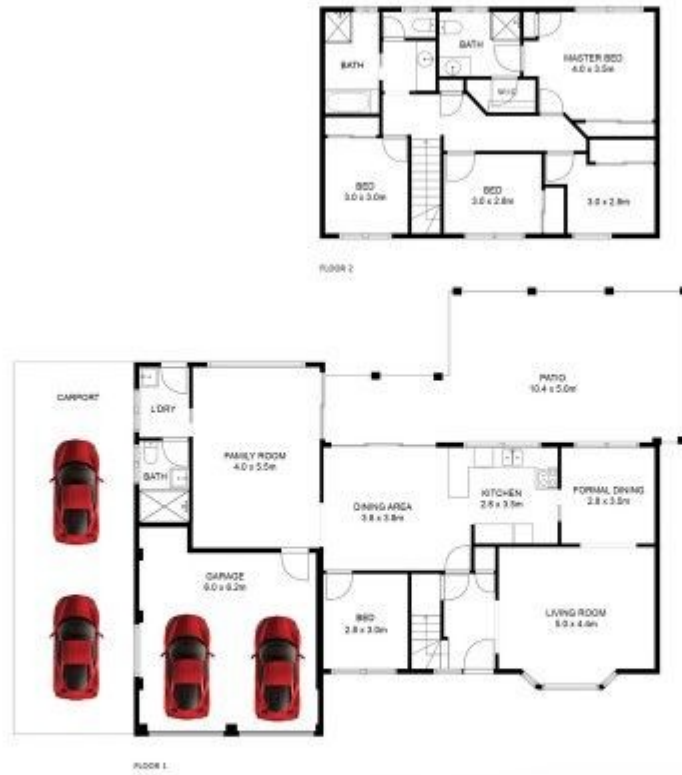 BATH
BATH
MASTER BED
4.0 x 3.5m
W.I.C
BED
3.0 x 3.0m
BED
3.0 x 2.8m
3.0 x 2.8m
FLOOR 2
CARPORT
L'DRY
BATH
FAMILY ROOM
4.0 x 5.5m
PATIO
10.4 x 5.0m
DINING AREA
3.8 x 3.8m
KITCHEN
2.8 x 3.5m
FORMAL DINING
2.8 x 3.5m
GARAGE
6.0 x 6.2m
BED
2.8 x 3.0m
LIVING ROOM
5.0 x 4.4m
FLOOR 1